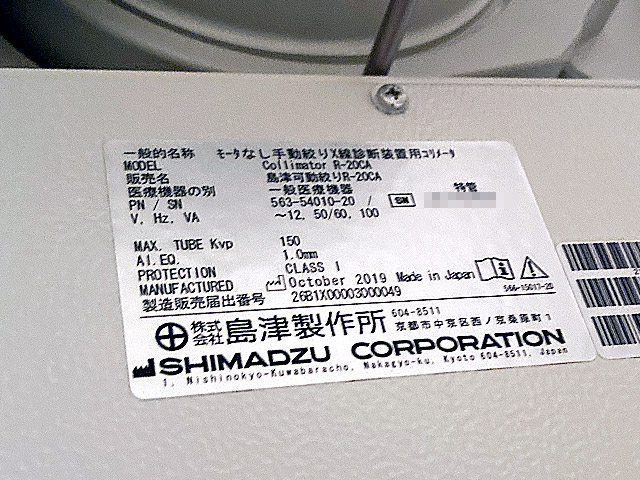 一般的名称 モータなし手動絞りX線診断装置用コリメータ
MODEL Collimator R-20CA
販売名 島津可動絞りR-20CA
医療機器の別 一般医療機器 特管
PN / SN 563-54010-20 / SN
V, Hz, VA ~12, 50/60, 100
MAX. TUBE Kvp 150
Al.EQ. 1.0mm
PROTECTION CLASS I
MANUFACTURED October 2019 Made in Japan
製造販売届出番号 26B1X00003000049
566-15017-20
株式会社 島津製作所 604-8511
京都市中京区西ノ京桑原町1
SHIMADZU CORPORATION
1, Nishinokyo-Kuwabaracho, Nakagyo-ku, Kyoto 604-8511, Japan